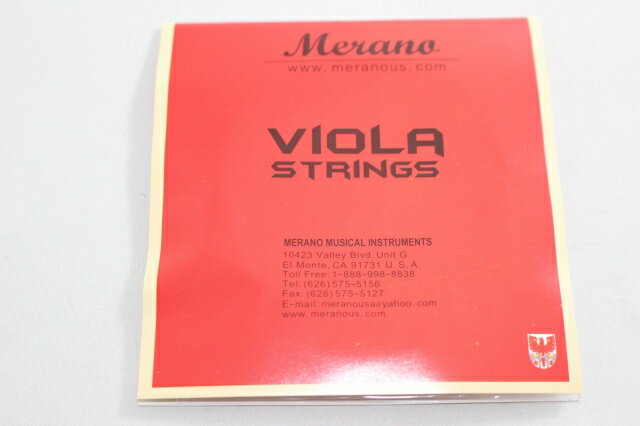 Merano
www. meranous. com
VIOLA
STRINGS
MERANO MUSICAL INSTRUMENTS
10423 Valley Blvd. Unit G
El Monte, CA 91731 U. S. A.
Toll Free: 1-888-998-8838
Tel: (626) 575-5156
Fax: (626) 575-5127
E-mail: meranousa@yahoo. com
www. meranous. com